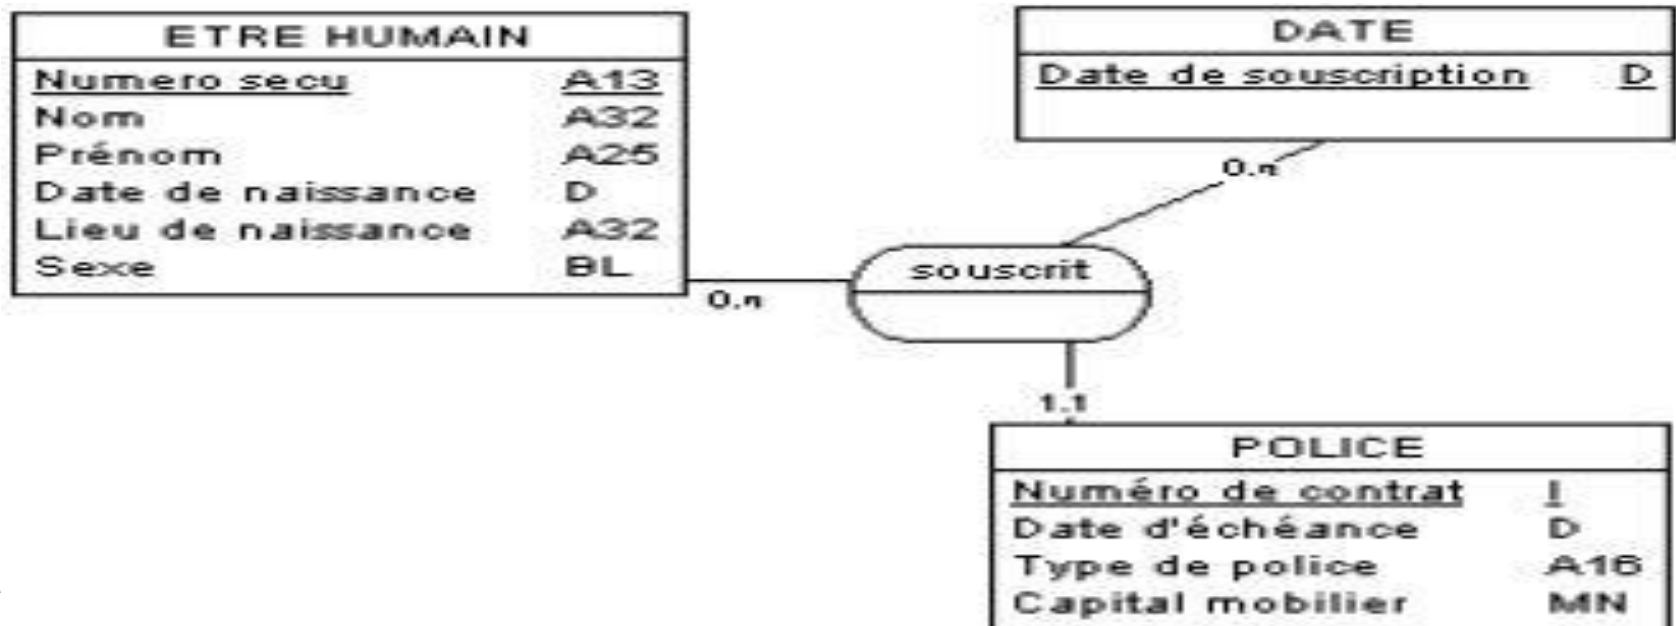 ETRE HUMAIN
Numero secu A13
Nom A32
Prénom A25
Date de naissance D
Lieu de naissance A32
Sexe BL
0.n
souscrit
DATE
Date de souscription D
0.n
1.1
POLICE
Numéro de contrat I
Date d'échéance D
Type de police A16
Capital mobilier MN